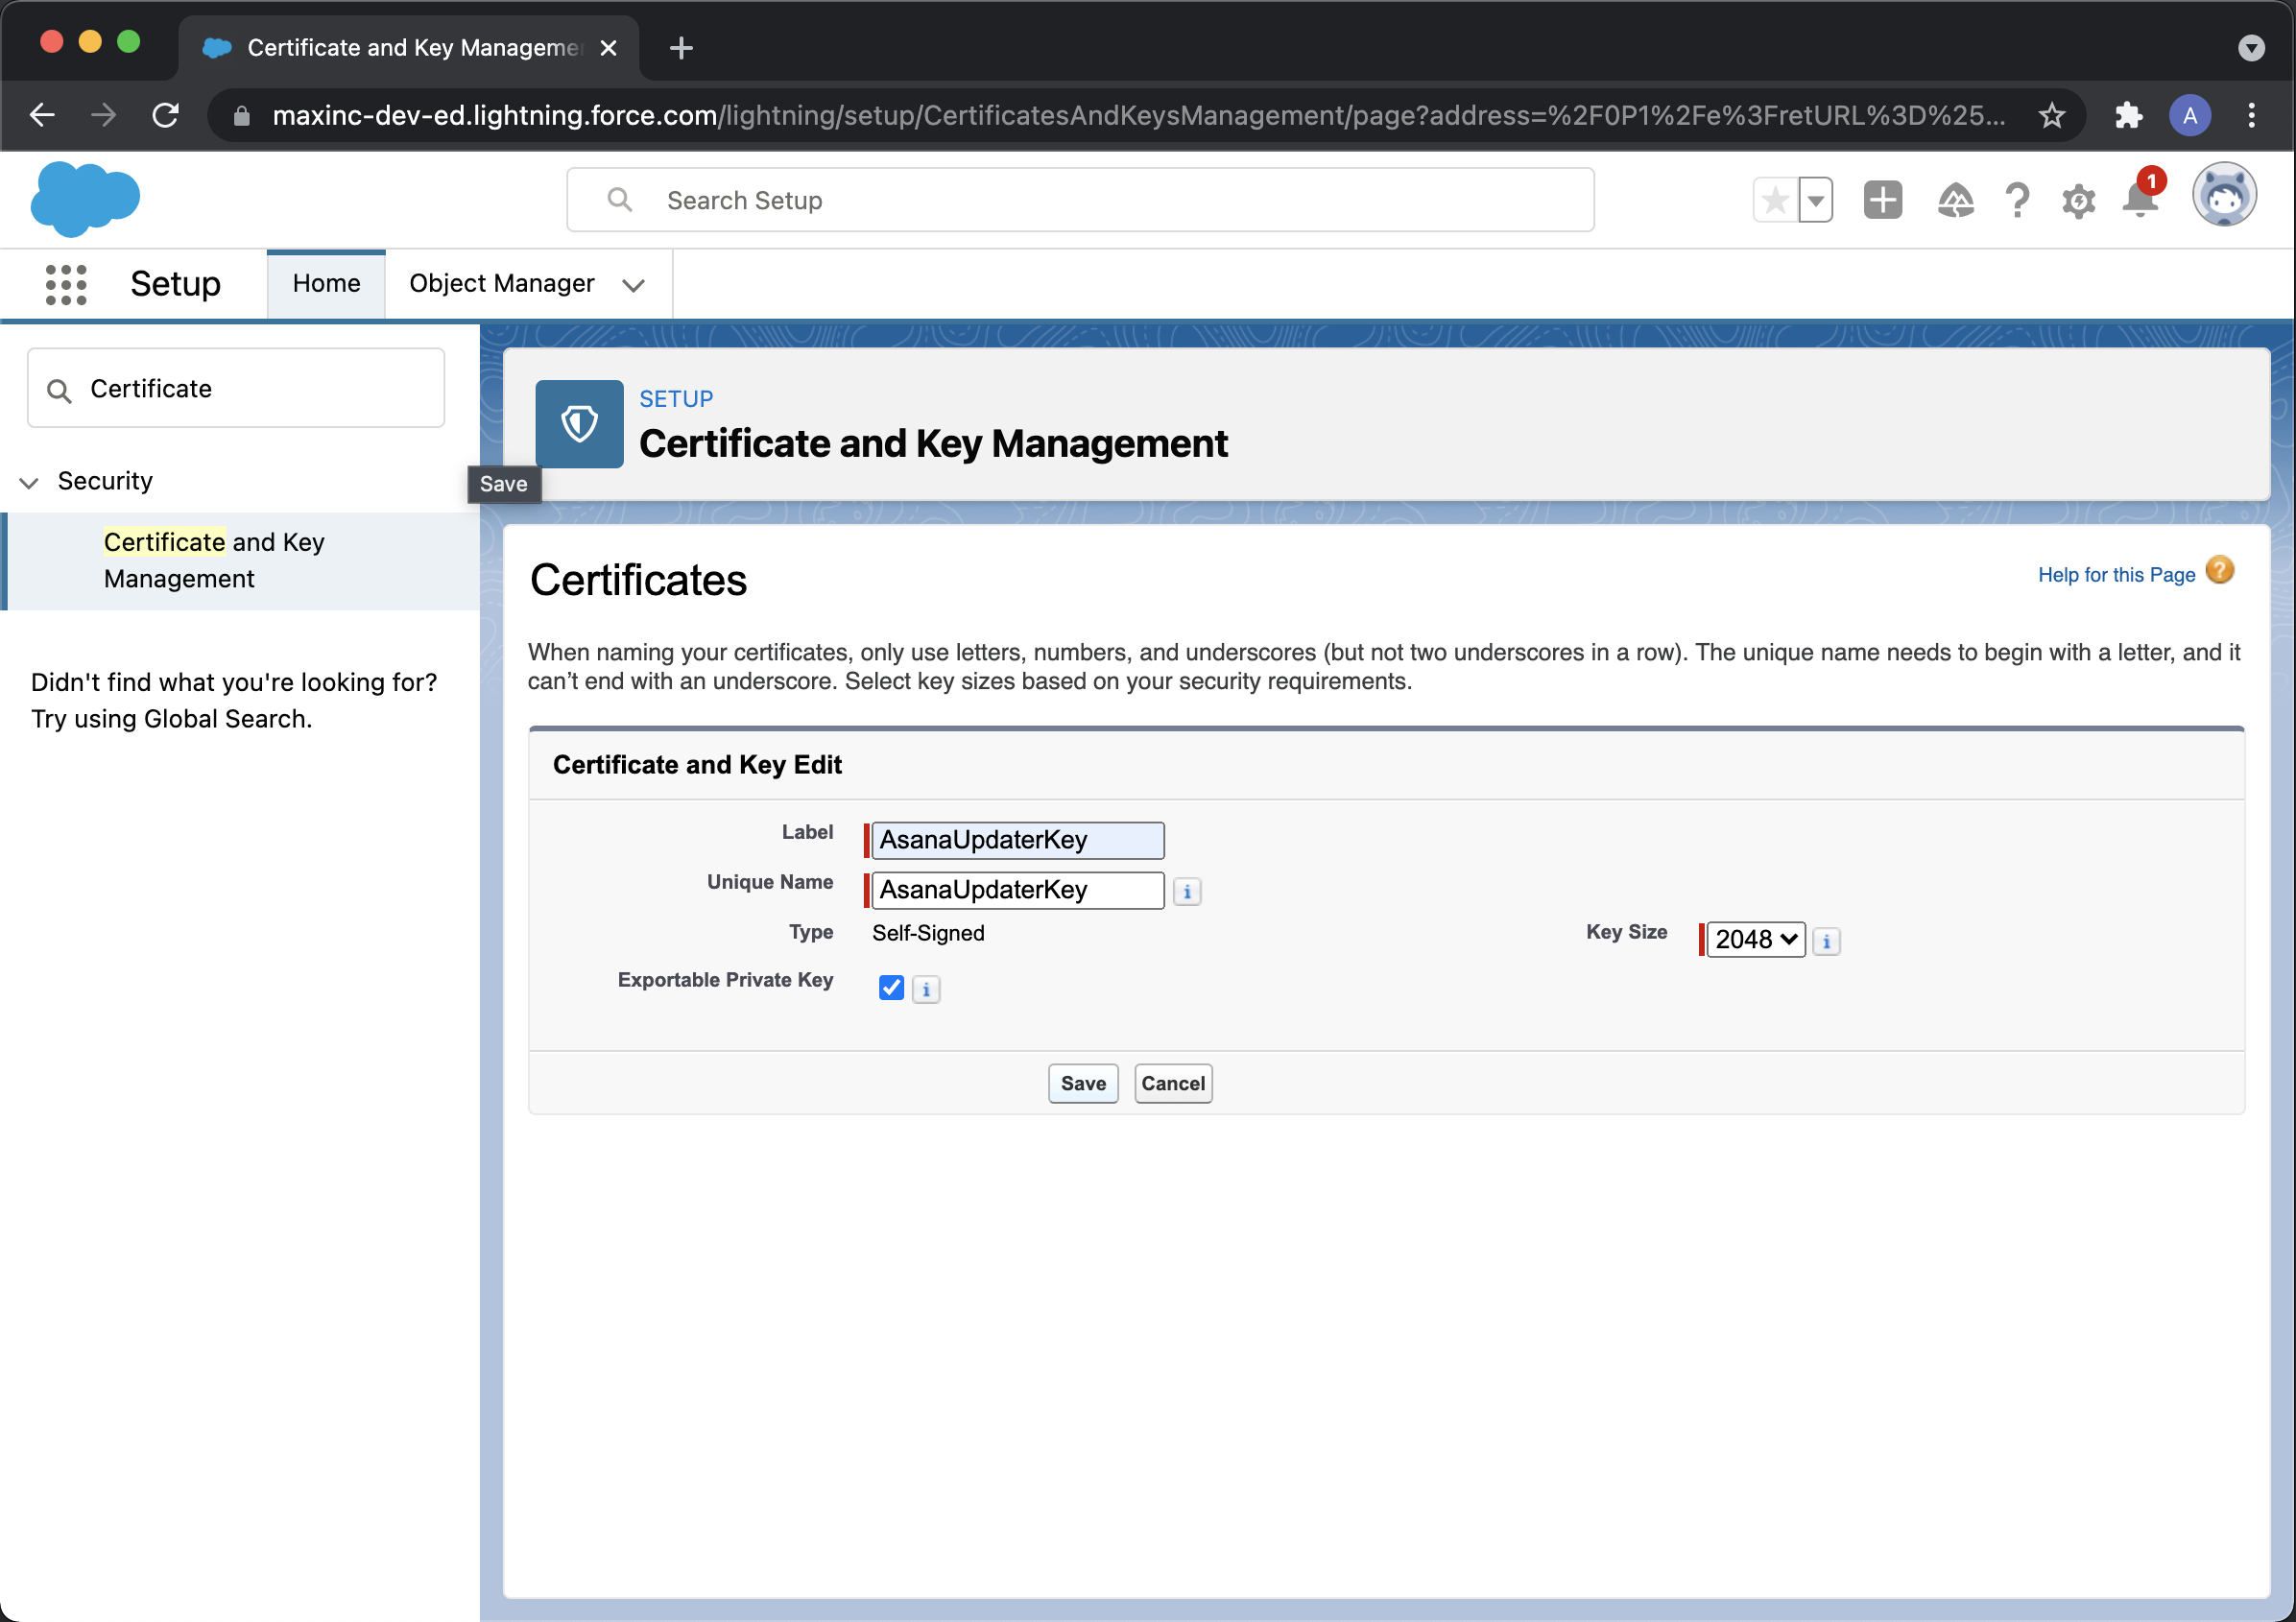 Certificate and Key Manageme
maxinc-dev-ed.lightning.force.com/lightning/setup/CertificatesAndKeysManagement/page?address=%2F0P1%2Fe%3FretURL%3D%25...
A
Search Setup
1
Setup
Home
Object Manager
Certificate
Security
Certificate and Key
Management
Didn't find what you're looking for?
Try using Global Search.
SETUP
Certificate and Key Management
Save
Certificates
Help for this Page
?
When naming your certificates, only use letters, numbers, and underscores (but not two underscores in a row). The unique name needs to begin with a letter, and it
can’t end with an underscore. Select key sizes based on your security requirements.
Certificate and Key Edit
Label
AsanaUpdaterKey
Unique Name
AsanaUpdaterKey
i
Type
Self-Signed
Key Size
2048
i
Exportable Private Key
i
Save
Cancel